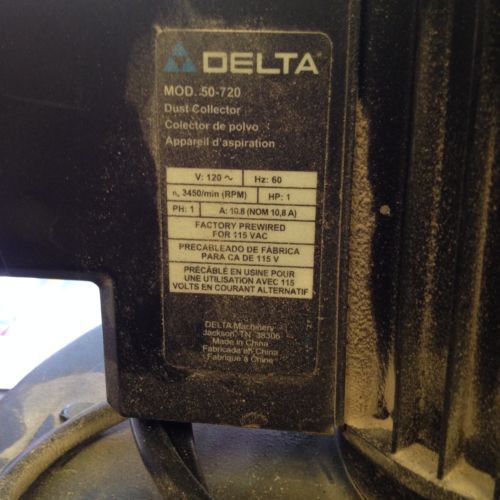 DELTA
MOD. 50-720
Dust Collector
Colector de polvo
Appareil d'aspiration
V: 120 ~ Hz: 60
n₀ 3450/min (RPM) HP: 1
PH: 1 A: 10.8 (NOM 10,8 A)
FACTORY PREWIRED
FOR 115 VAC
PRECABLEADO DE FÁBRICA
PARA CA DE 115 V
PRÉCÂBLÉ EN USINE POUR
UNE UTILISATION AVEC 115
VOLTS EN COURANT ALTERNATIF
DELTA Machinery
Jackson, TN 38305
Made in China
Fabricada en China
Fabriqué à Chine